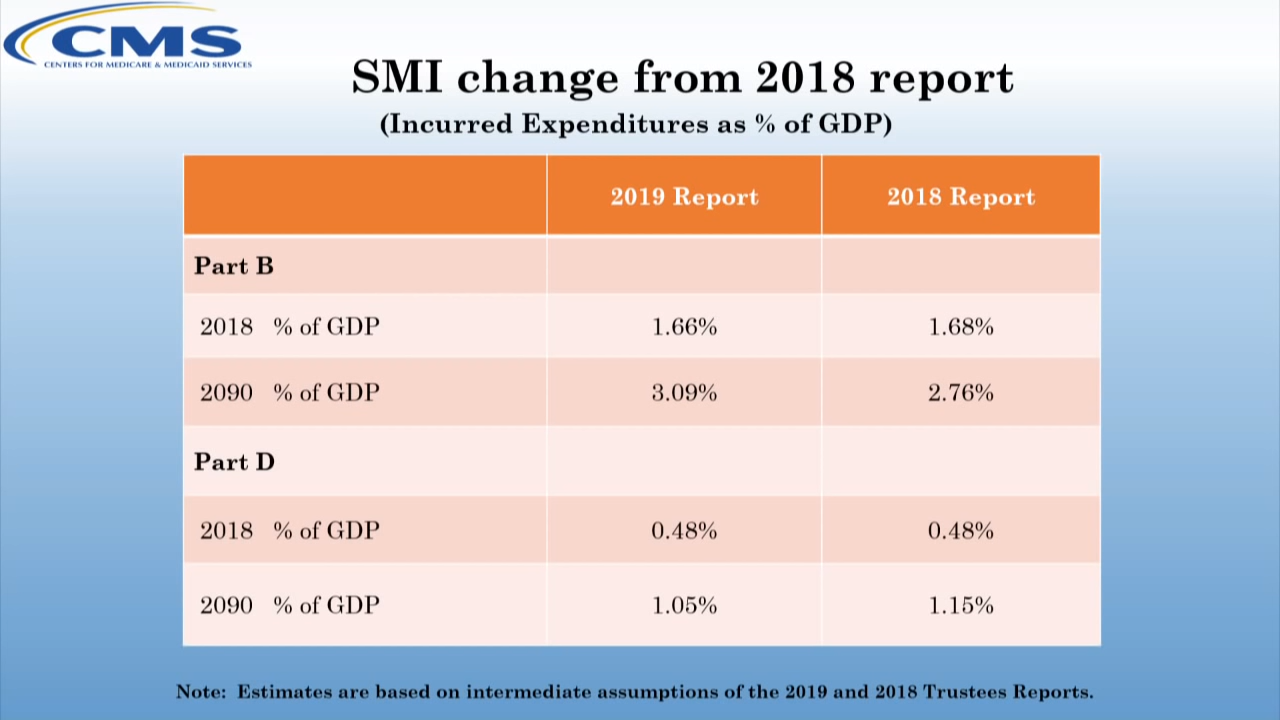 CMS
CENTERS FOR MEDICARE & MEDICAID SERVICES
SMI change from 2018 report
(Incurred Expenditures as % of GDP)
2019 Report 2018 Report
Part B
2018 % of GDP 1.66% 1.68%
2090 % of GDP 3.09% 2.76%
Part D
2018 % of GDP 0.48% 0.48%
2090 % of GDP 1.05% 1.15%
Note: Estimates are based on intermediate assumptions of the 2019 and 2018 Trustees Reports.